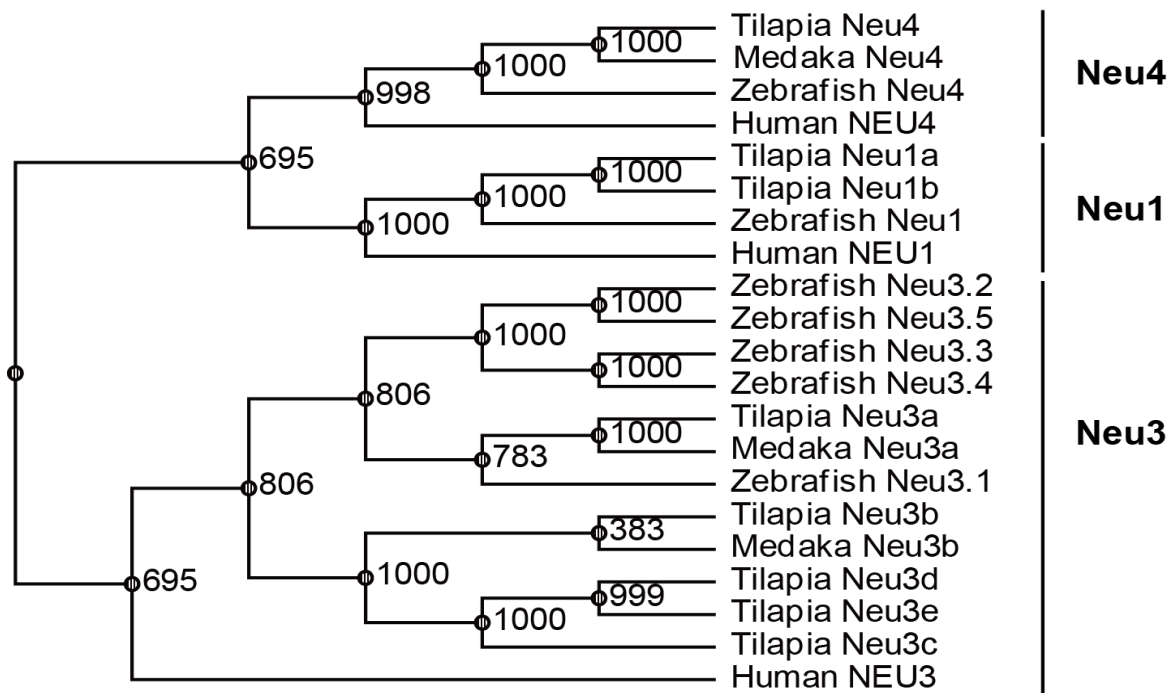 Tilapia Neu4
1000
Medaka Neu4
1000
Neu4
Zebrafish Neu4
998
Human NEU4
695
Tilapia Neu1a
1000
Tilapia Neu1b
1000
Neu1
Zebrafish Neu1
1000
Human NEU1
Zebrafish Neu3.2
1000
Zebrafish Neu3.5
1000
Zebrafish Neu3.3
1000
Zebrafish Neu3.4
806
Tilapia Neu3a
1000
Neu3
Medaka Neu3a
783
Zebrafish Neu3.1
806
Tilapia Neu3b
383
Medaka Neu3b
1000
Tilapia Neu3d
695
999
Tilapia Neu3e
1000
Tilapia Neu3c
Human NEU3